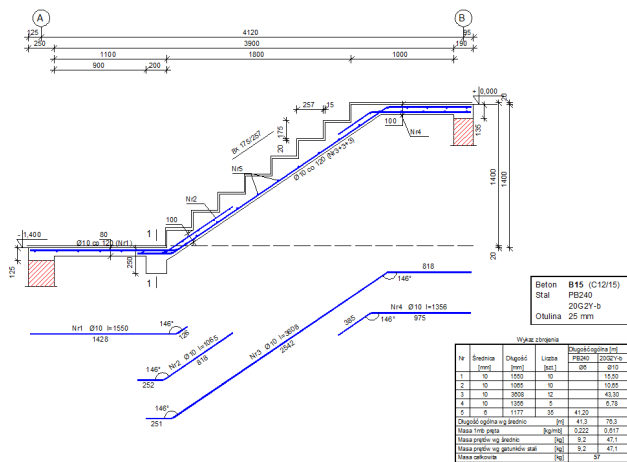 A
B
125
4120
95
250
3900
190
1100
1800
1000
900
200
257
15
+ 0,000
20
175
8x 175/257
20
100
Nr4
135
Ø10 co 120 (Nr3+3+3)
Nr5
1400
1400
Nr2
100
- 1,400
80
Ø10 co 120 (Nr1)
1
125
250
1
20
818
146°
Nr4 Ø10 l=1356
975
146°
385
Nr3 Ø10 l=3608
2542
Nr1 Ø10 l=1550
1428
146°
126
146°
Nr2 Ø10 l=1065
818
252
146°
251
Beton B15 (C12/15)
Stal PB240
20G2Y-b
Otulina 25 mm
Wykaz zbrojenia
Nr Średnica Długość Liczba Długość ogólna [m]
PB240 20G2Y-b
[mm] [mm] [szt.] Ø6 Ø10
1 10 1550 10 15,50
2 10 1065 10 10,65
3 10 3608 12 43,30
4 10 1356 5 6,78
5 6 1177 35 41,20
Długość ogólna wg średnic [m] 41,3 76,3
Masa 1mb pręta [kg/mb] 0,222 0,617
Masa prętów wg średnic [kg] 9,2 47,1
Masa prętów wg gatunków stali [kg] 9,2 47,1
Masa całkowita [kg] 57